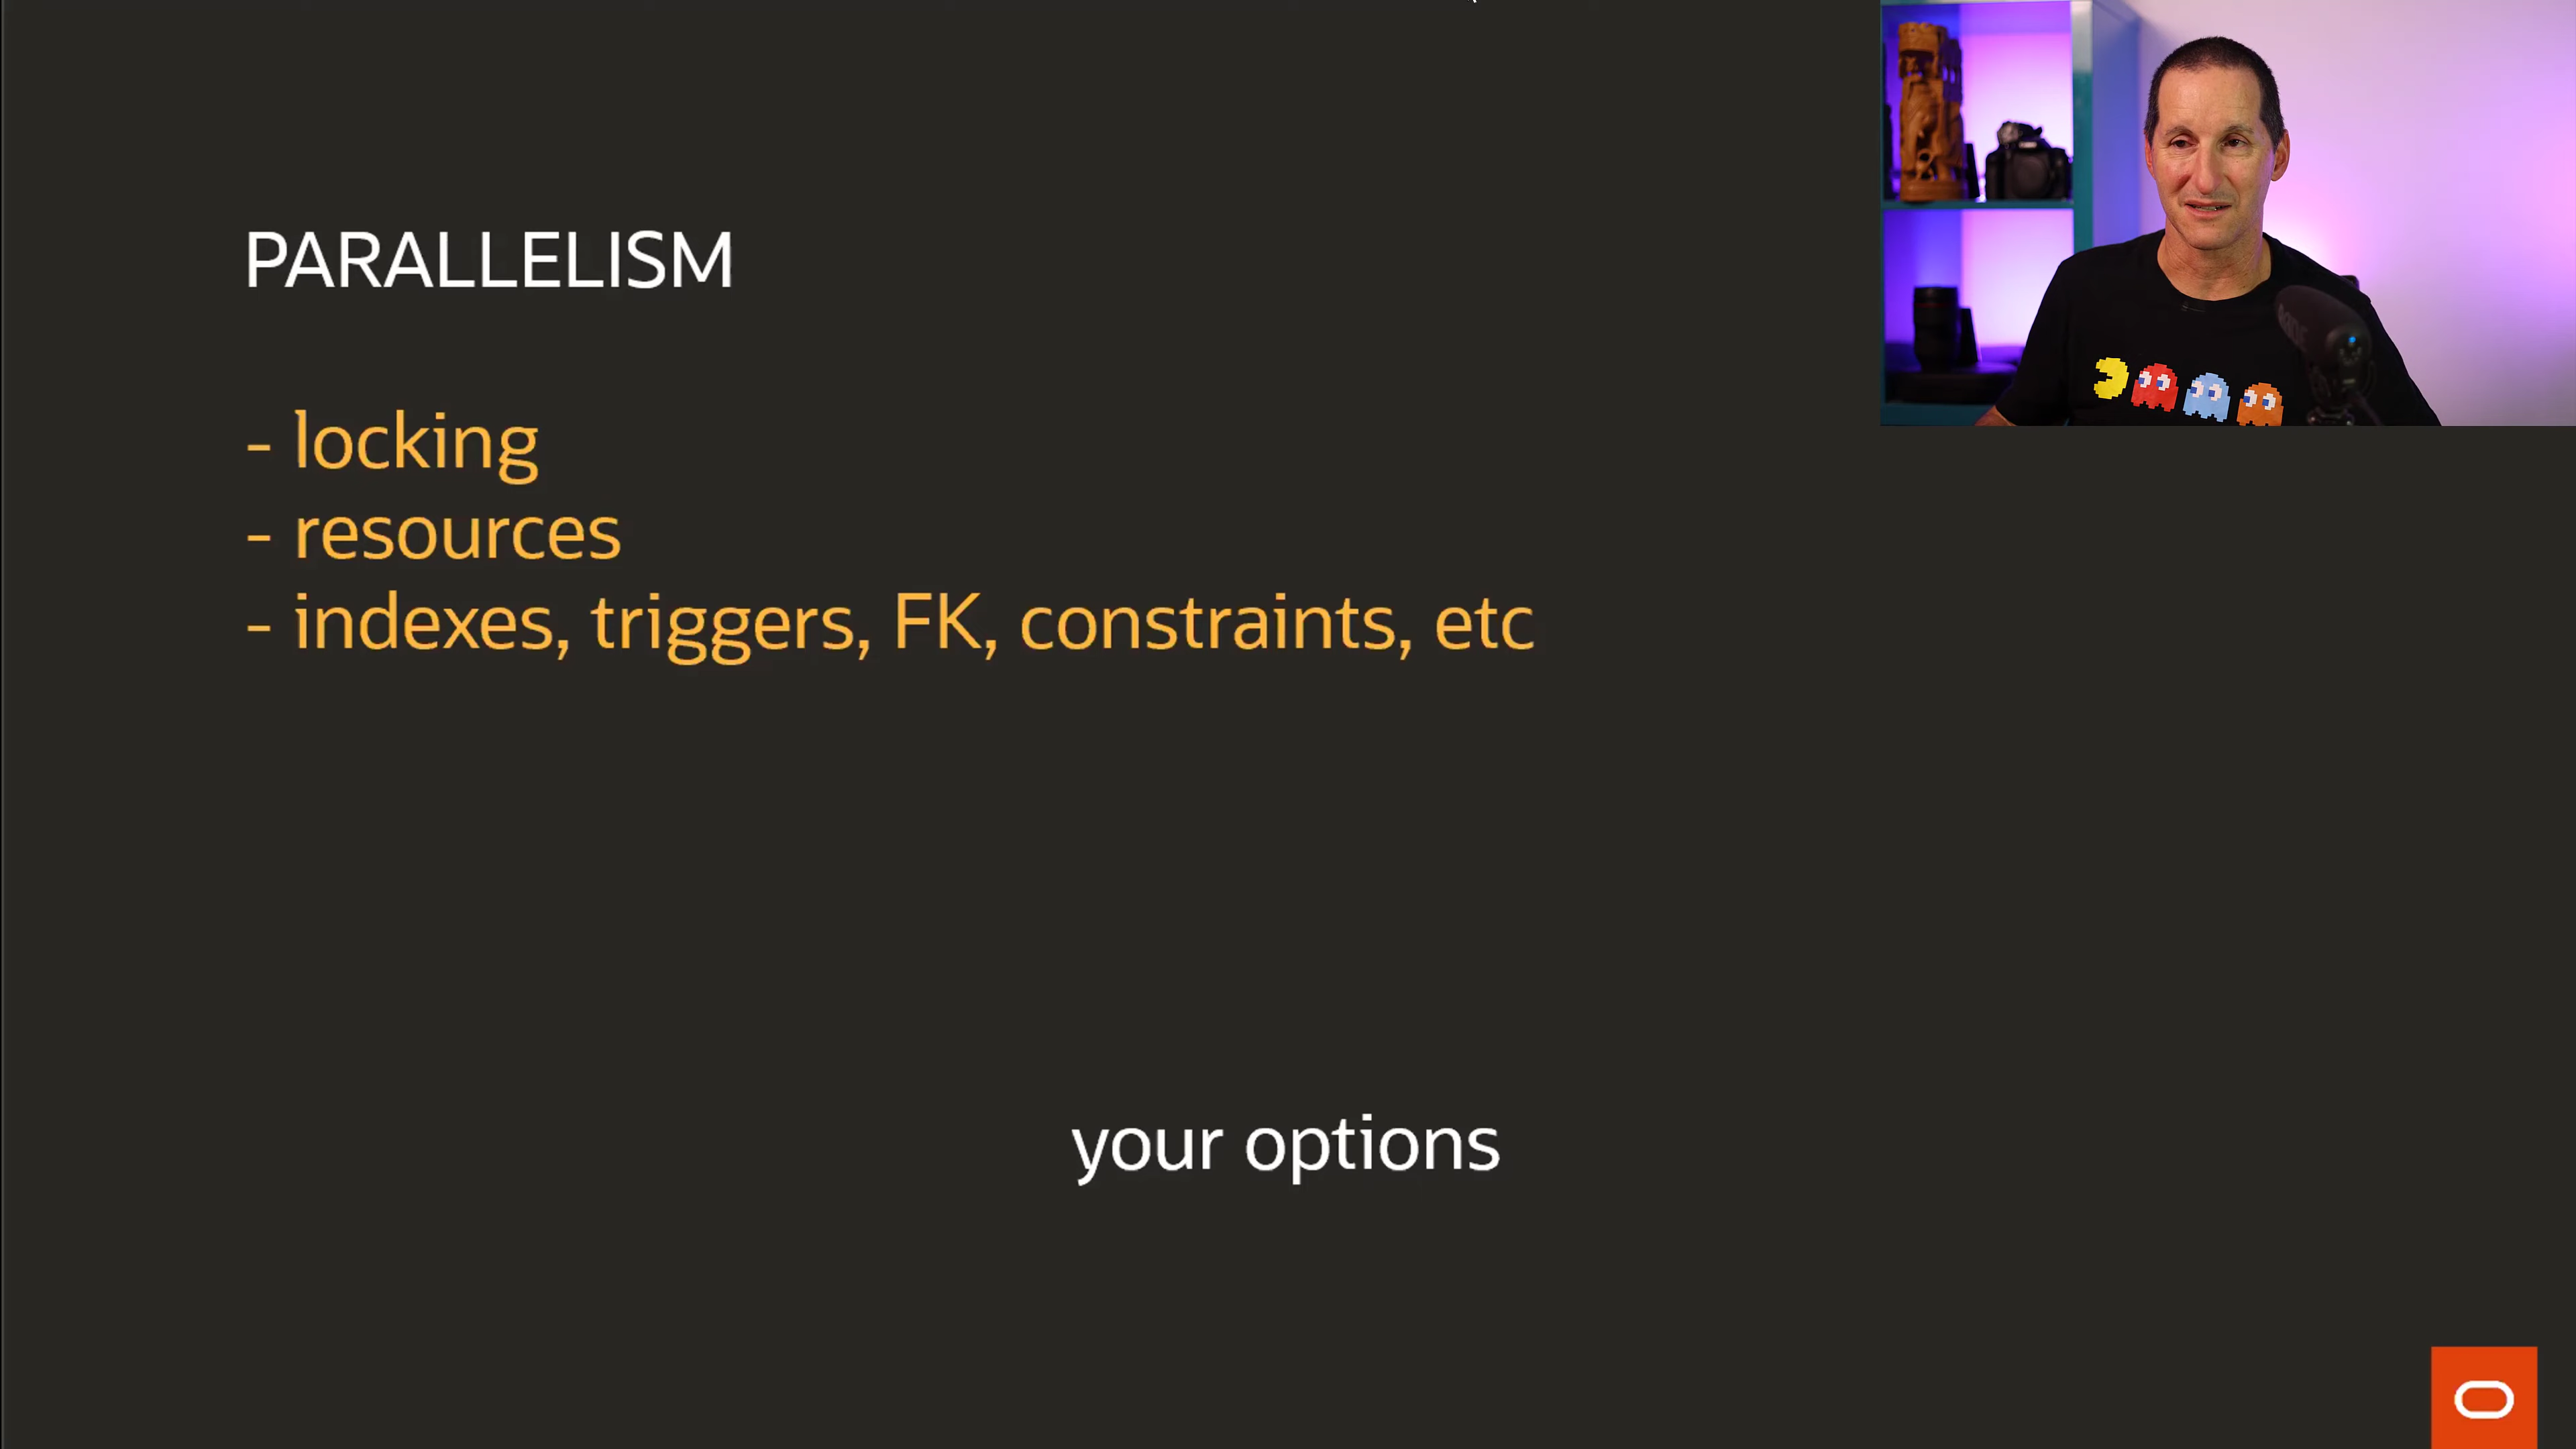 PARALLELISM
- locking
- resources
- indexes, triggers, FK, constraints, etc
your options